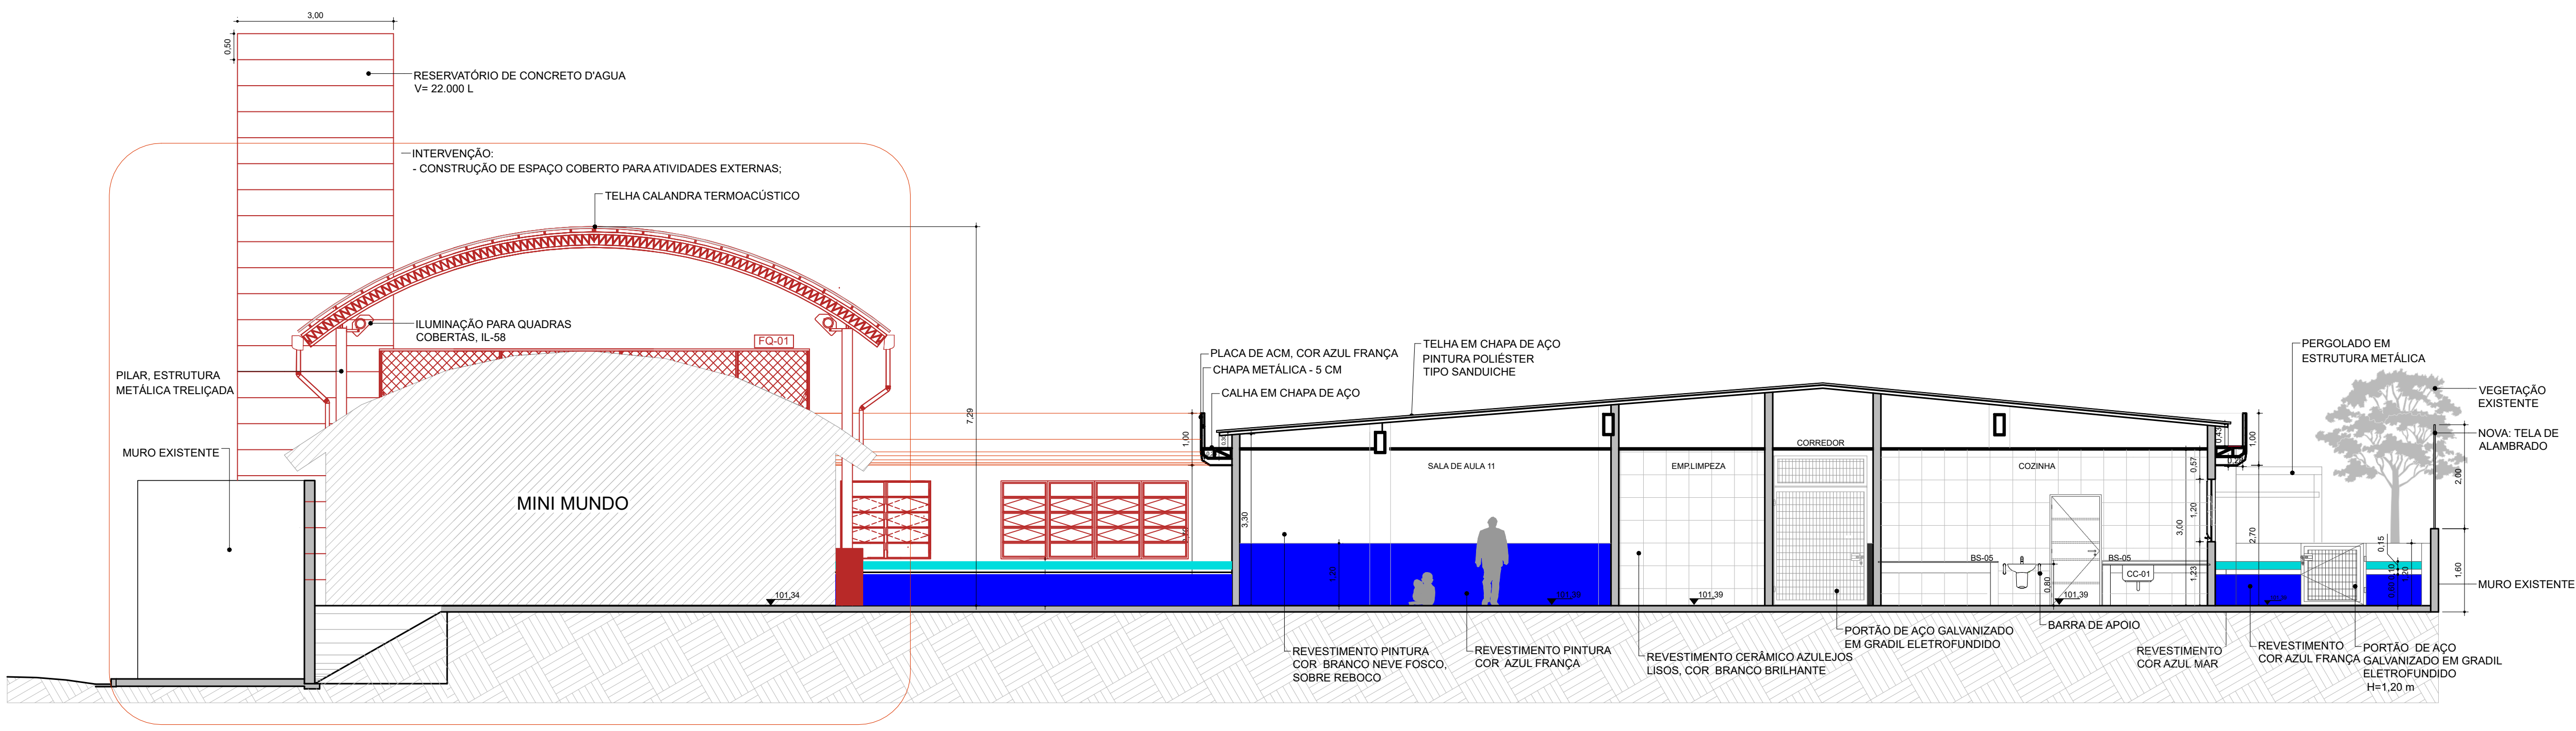 3,00
0,50
RESERVATÓRIO DE CONCRETO D'AGUA
V= 22.000 L
INTERVENÇÃO:
- CONSTRUÇÃO DE ESPAÇO COBERTO PARA ATIVIDADES EXTERNAS;
TELHA CALANDRA TERMOACÚSTICO
ILUMINAÇÃO PARA QUADRAS
COBERTAS, IL-58
FQ-01
PILAR, ESTRUTURA
METÁLICA TRELIÇADA
MURO EXISTENTE
MINI MUNDO
101,34
7,29
1,00
PLACA DE ACM, COR AZUL FRANÇA
CHAPA METÁLICA - 5 CM
CALHA EM CHAPA DE AÇO
TELHA EM CHAPA DE AÇO
PINTURA POLIÉSTER
TIPO SANDUICHE
3,30
SALA DE AULA 11
1,20
EMP.LIMPEZA
101,39
CORREDOR
COZINHA
BS-05
0,80
101,39
BS-05
CC-01
3,00
0,57
1,20
1,23
0,43
1,00
2,70
0,15
PERGOLADO EM
ESTRUTURA METÁLICA
VEGETAÇÃO
EXISTENTE
NOVA: TELA DE
ALAMBRADO
2,00
1,60
MURO EXISTENTE
REVESTIMENTO PINTURA
COR BRANCO NEVE FOSCO,
SOBRE REBOCO
REVESTIMENTO PINTURA
COR AZUL FRANÇA
REVESTIMENTO CERÂMICO AZULEJOS
LISOS, COR BRANCO BRILHANTE
PORTÃO DE AÇO GALVANIZADO
EM GRADIL ELETROFUNDIDO
BARRA DE APOIO
REVESTIMENTO
COR AZUL MAR
REVESTIMENTO
COR AZUL FRANÇA
PORTÃO DE AÇO
GALVANIZADO EM GRADIL
ELETROFUNDIDO
H=1,20 m